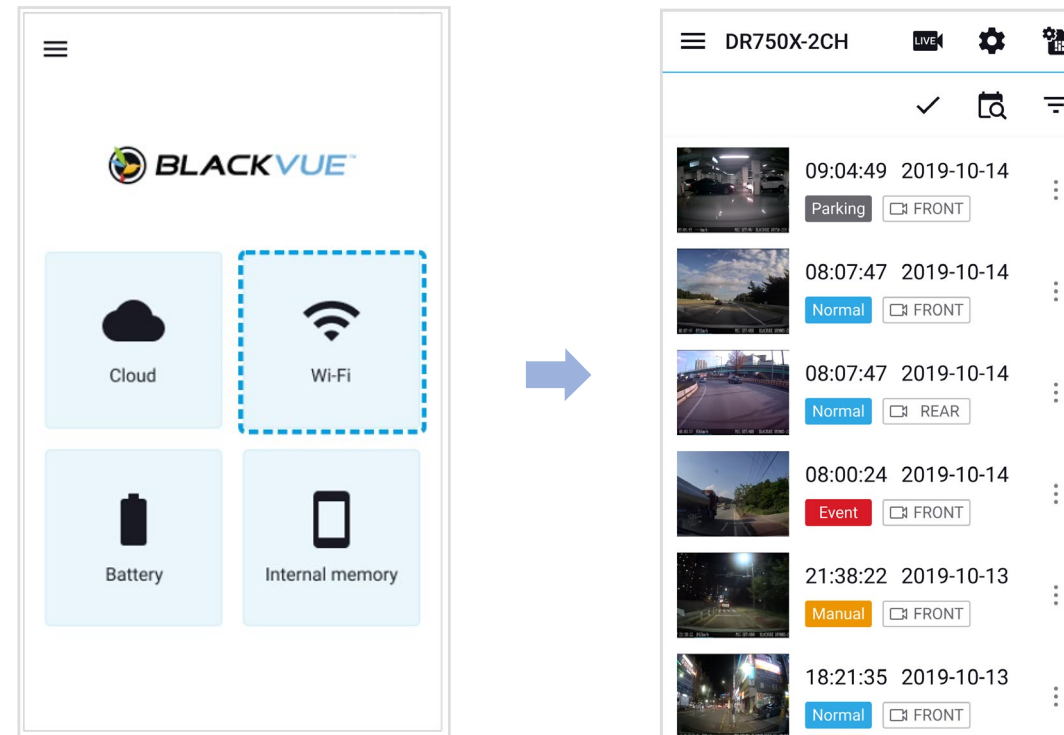 BLACKVUE™
Cloud
Wi-Fi
Battery
Internal memory
DR750X-2CH
LIVE
09:04:49 2019-10-14
Parking FRONT
08:07:47 2019-10-14
Normal FRONT
08:07:47 2019-10-14
Normal REAR
08:00:24 2019-10-14
Event FRONT
21:38:22 2019-10-13
Manual FRONT
18:21:35 2019-10-13
Normal FRONT